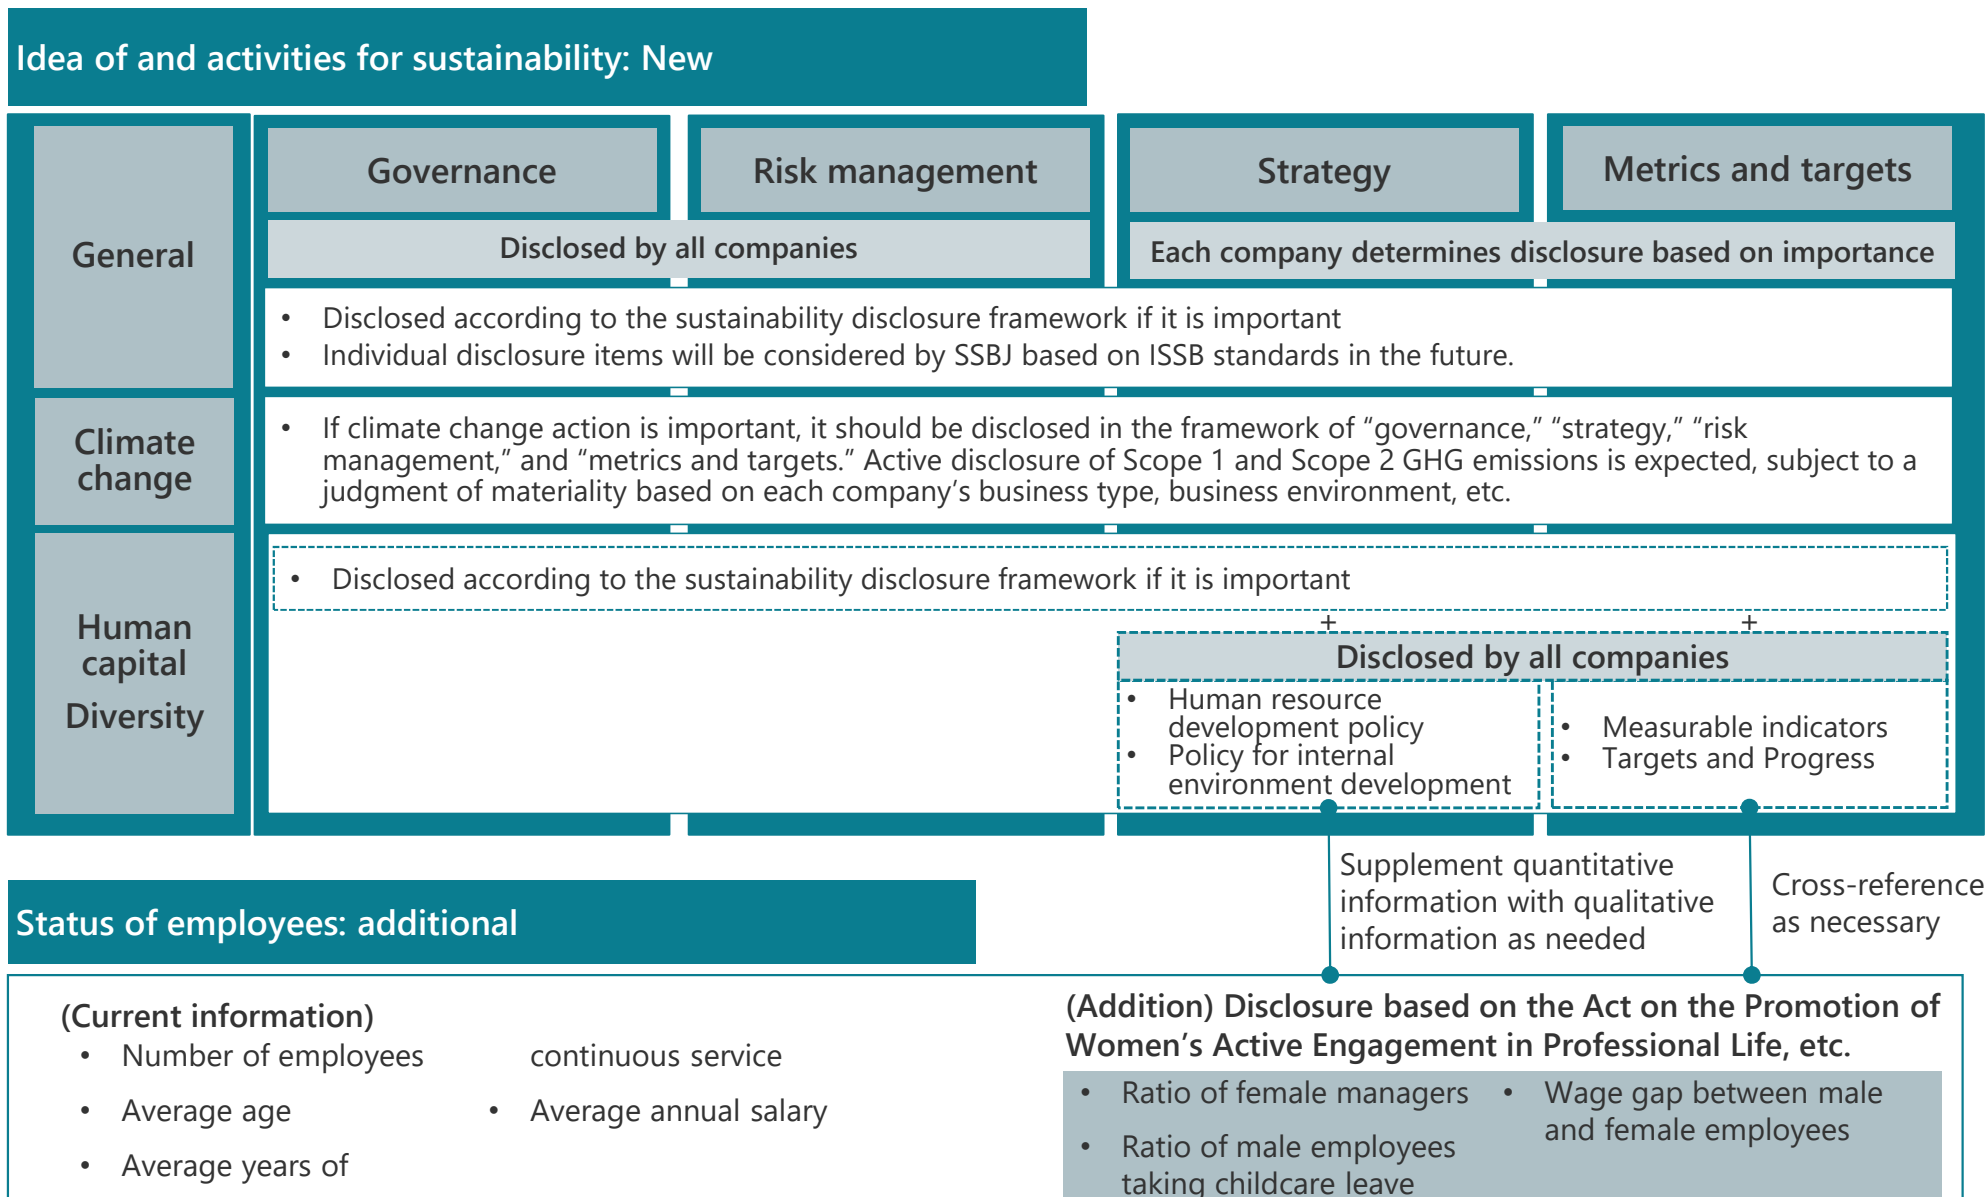 Idea of and activities for sustainability: New
General
Governance
Risk management
Strategy
Metrics and targets
Disclosed by all companies
Each company determines disclosure based on importance
• Disclosed according to the sustainability disclosure framework if it is important
• Individual disclosure items will be considered by SSBJ based on ISSB standards in the future.
Climate
change
• If climate change action is important, it should be disclosed in the framework of “governance,” “strategy,” “risk
management,” and “metrics and targets.” Active disclosure of Scope 1 and Scope 2 GHG emissions is expected, subject to a
judgment of materiality based on each company’s business type, business environment, etc.
Human
capital
Diversity
• Disclosed according to the sustainability disclosure framework if it is important
+
+
Disclosed by all companies
• Human resource
development policy
• Policy for internal
environment development
• Measurable indicators
• Targets and Progress
Supplement quantitative
information with qualitative
information as needed
Cross-reference
as necessary
Status of employees: additional
(Current information)
• Number of employees
• Average age
• Average years of
continuous service
• Average annual salary
(Addition) Disclosure based on the Act on the Promotion of
Women’s Active Engagement in Professional Life, etc.
• Ratio of female managers
• Ratio of male employees
taking childcare leave
• Wage gap between male
and female employees